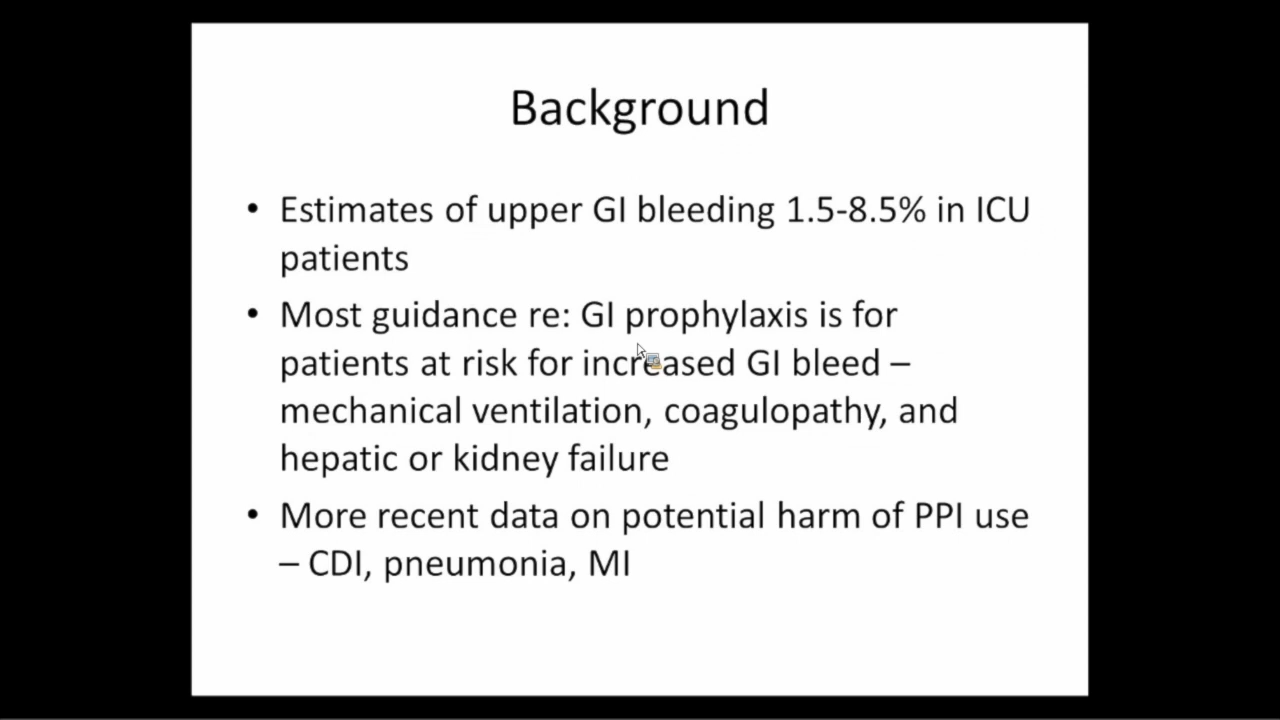 Background
• Estimates of upper GI bleeding 1.5-8.5% in ICU
patients
• Most guidance re: GI prophylaxis is for
patients at risk for increased GI bleed –
mechanical ventilation, coagulopathy, and
hepatic or kidney failure
• More recent data on potential harm of PPI use
– CDI, pneumonia, MI